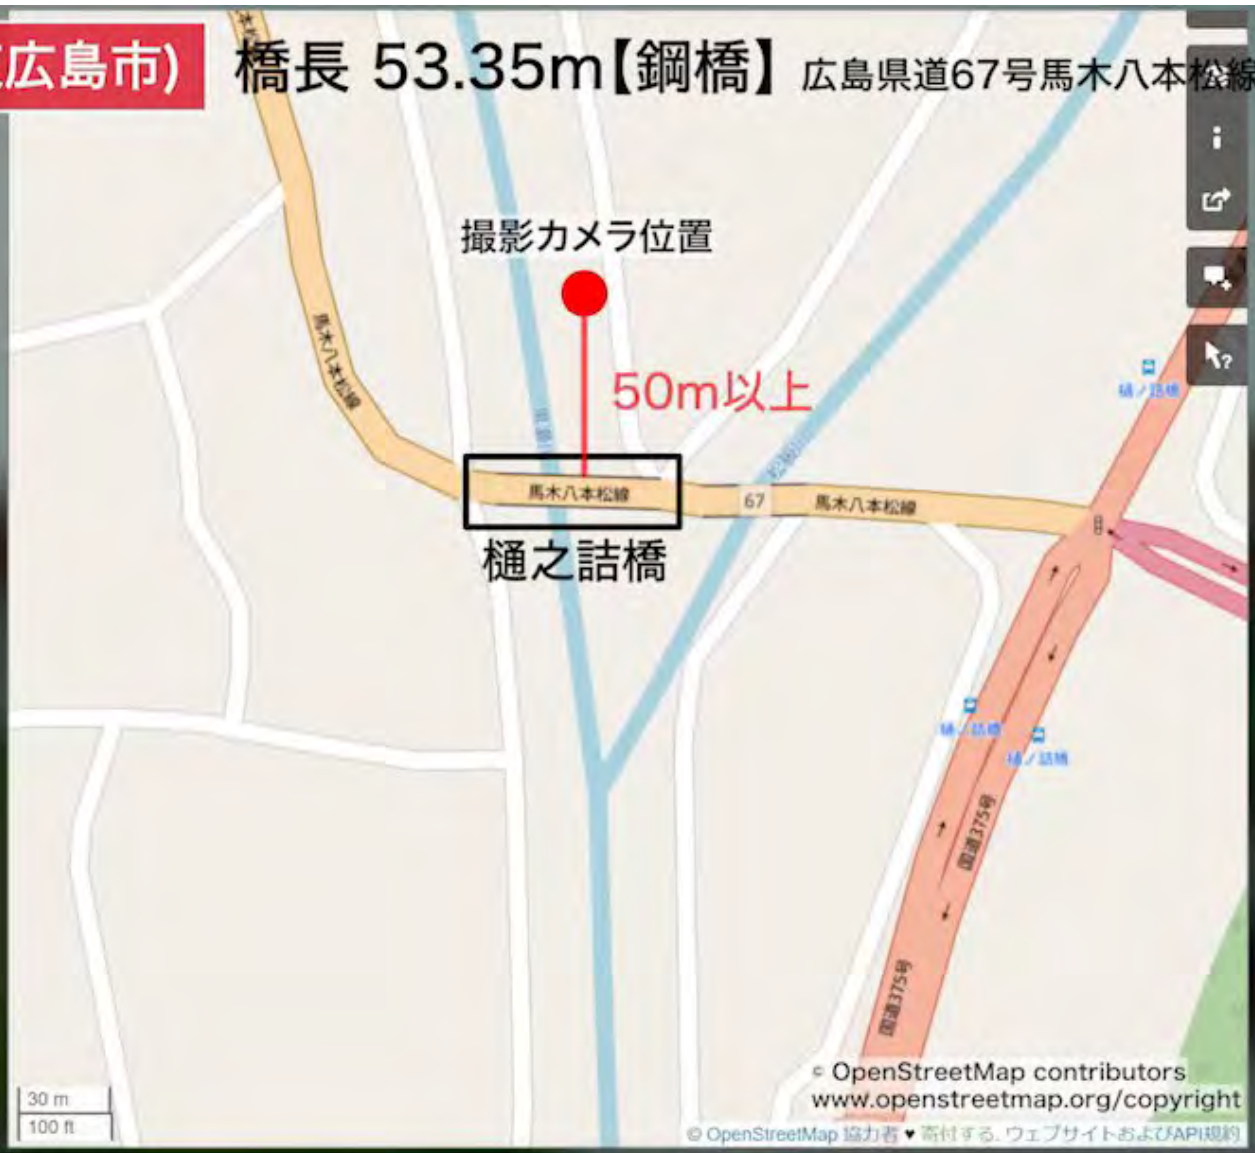 広島市)
橋長 53.35m【鋼橋】 広島県道67号馬木八本松線
撮影カメラ位置
馬木八本松線
50m以上
樋ノ詰橋
馬木八本松線
67
馬木八本松線
樋之詰橋
樋ノ詰橋
樋ノ詰橋
国道375号
国道375号
30 m
100 ft
© OpenStreetMap contributors
www.openstreetmap.org/copyright
© OpenStreetMap 協力者 ♥ 寄付する. ウェブサイトおよびAPI規約